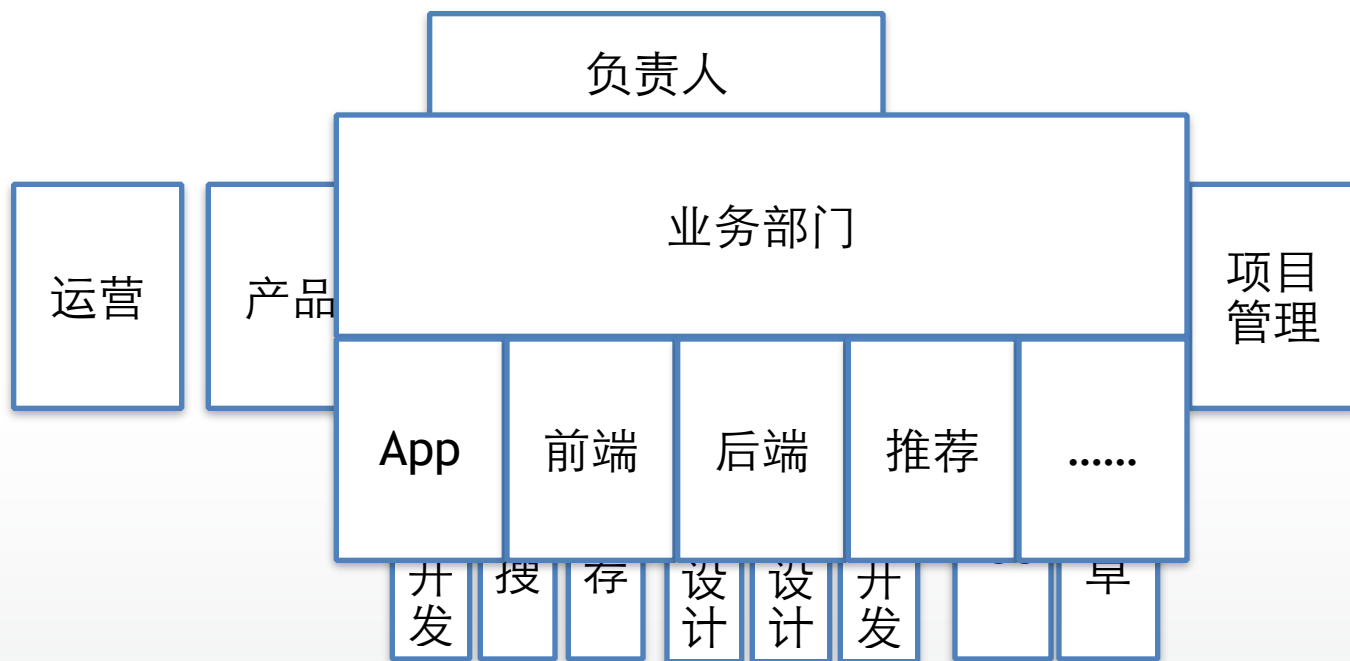 负责人
业务部门
运营
产品
项目
管理
App
前端
后端
推荐
......
开
发
搜
荐
设
计
设
计
开
发